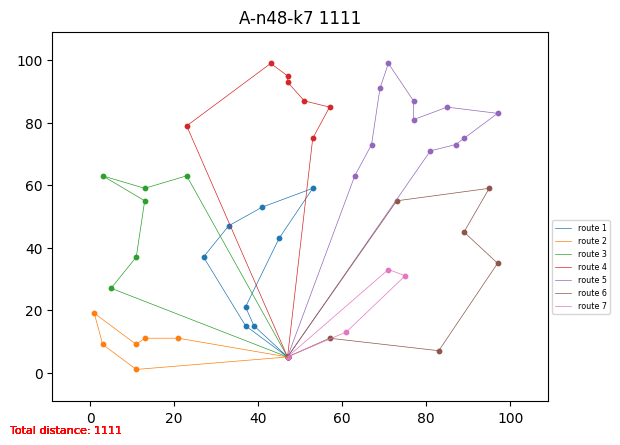 A-n48-k7 1111
100
80
60
40
20
0
0 20 40 60 80 100
route 1
route 2
route 3
route 4
route 5
route 6
route 7
Total distance: 1111